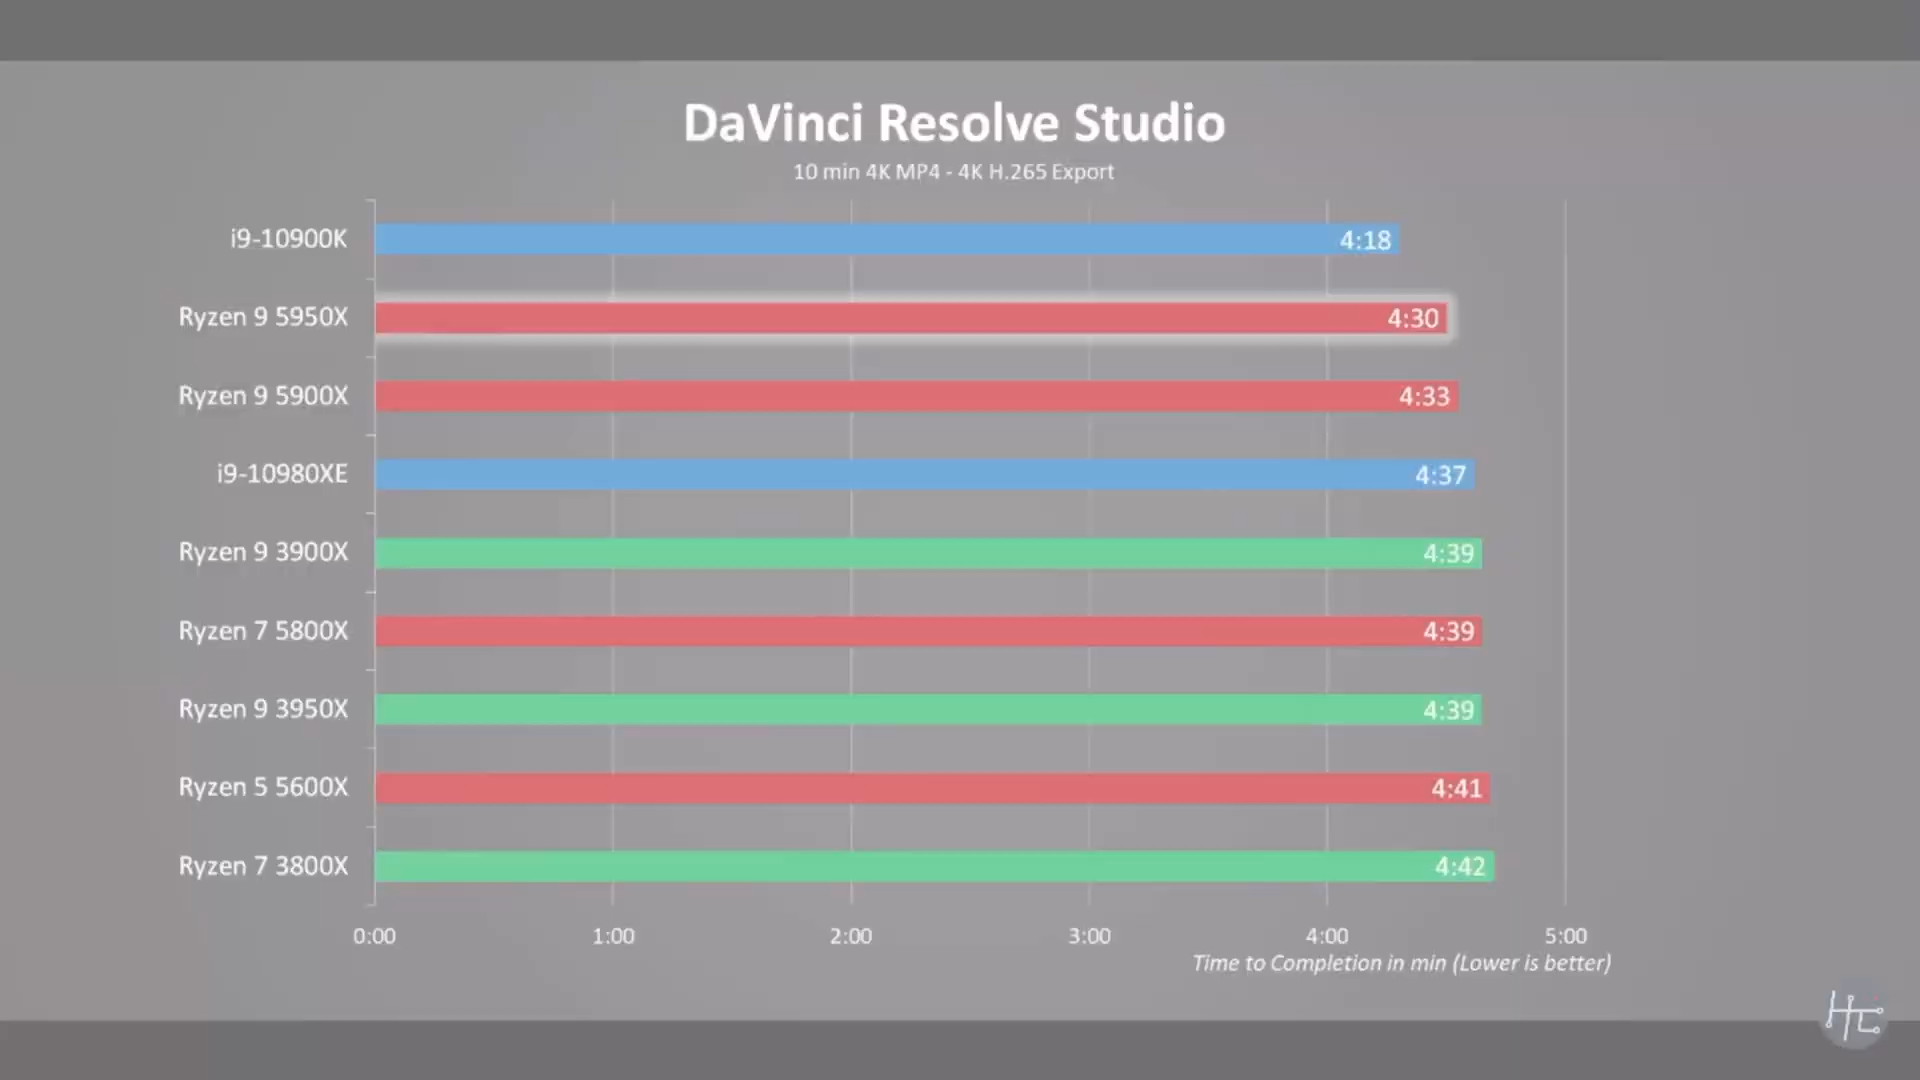 DaVinci Resolve Studio
10 min 4K MP4 - 4K H.265 Export
i9-10900K 4:18
Ryzen 9 5950X 4:30
Ryzen 9 5900X 4:33
i9-10980XE 4:37
Ryzen 9 3900X 4:39
Ryzen 7 5800X 4:39
Ryzen 9 3950X 4:39
Ryzen 5 5600X 4:41
Ryzen 7 3800X 4:42
0:00 1:00 2:00 3:00 4:00 5:00
Time to Completion in min (Lower is better)